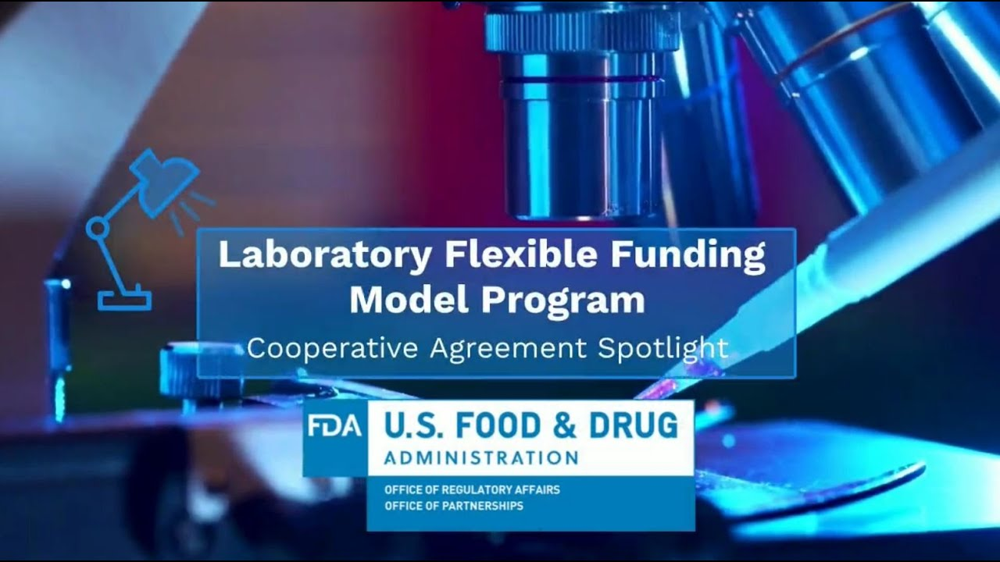 Laboratory Flexible Funding
Model Program
Cooperative Agreement Spotlight
FDA U.S. FOOD & DRUG
ADMINISTRATION
OFFICE OF REGULATORY AFFAIRS
OFFICE OF PARTNERSHIPS